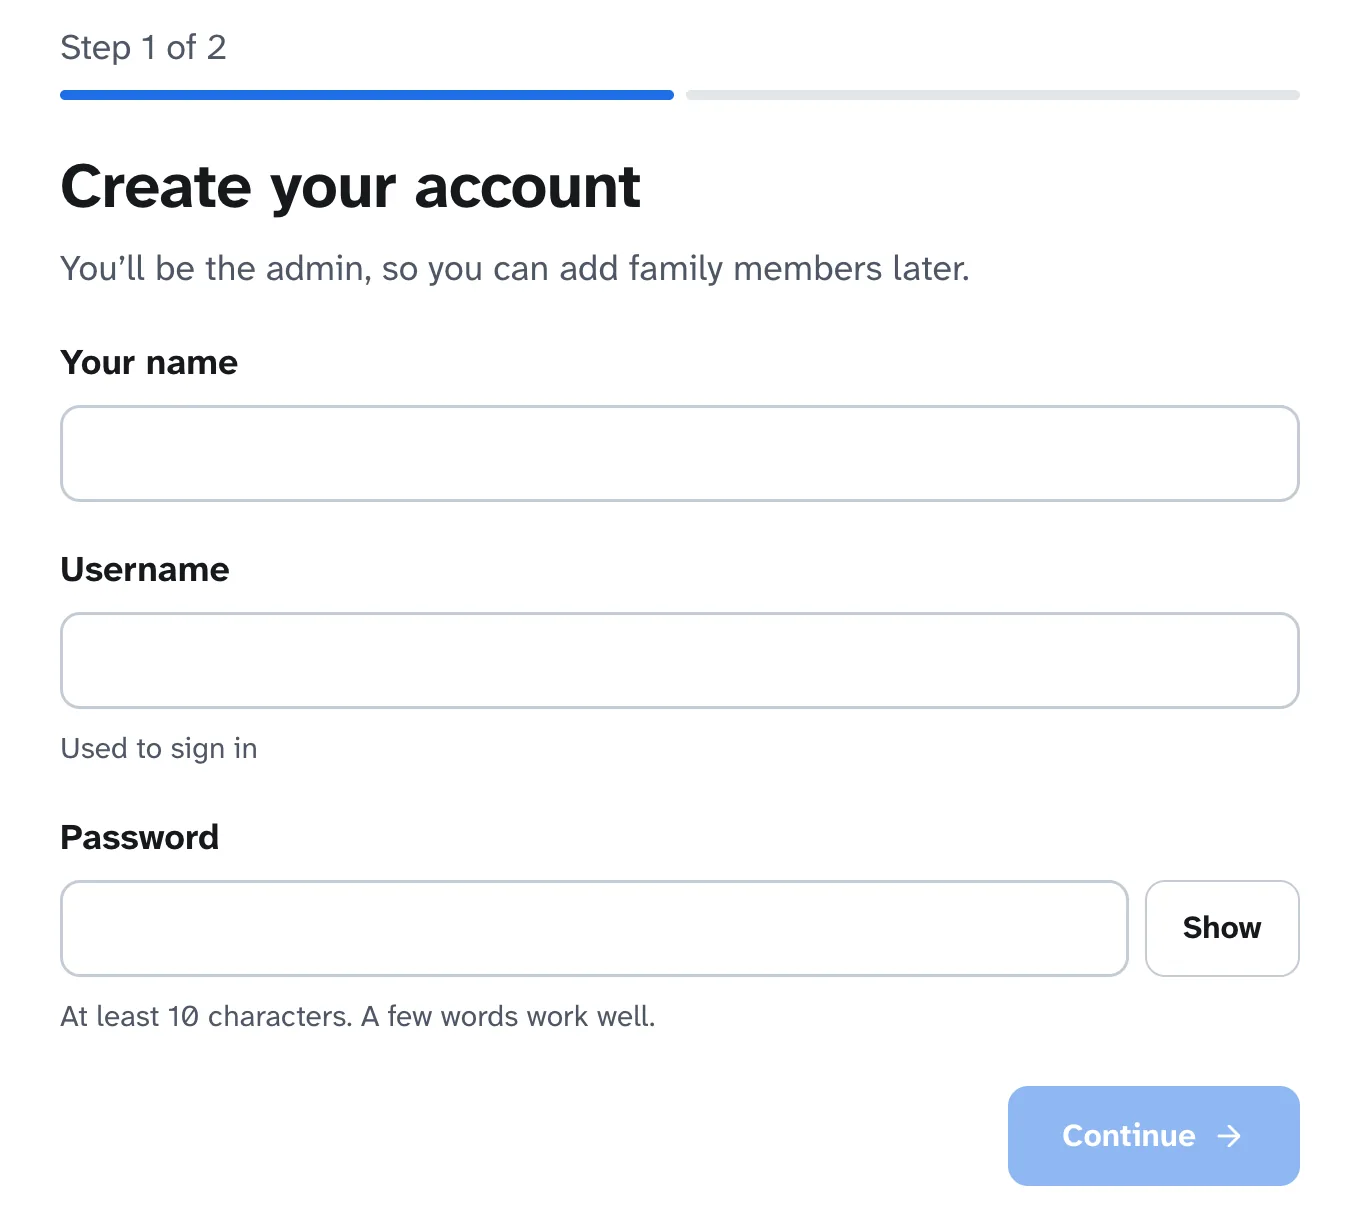 Step 1 of 2
Create your account
You’ll be the admin, so you can add family members later.
Your name
Username
Used to sign in
Password
Show
At least 10 characters. A few words work well.
Continue →